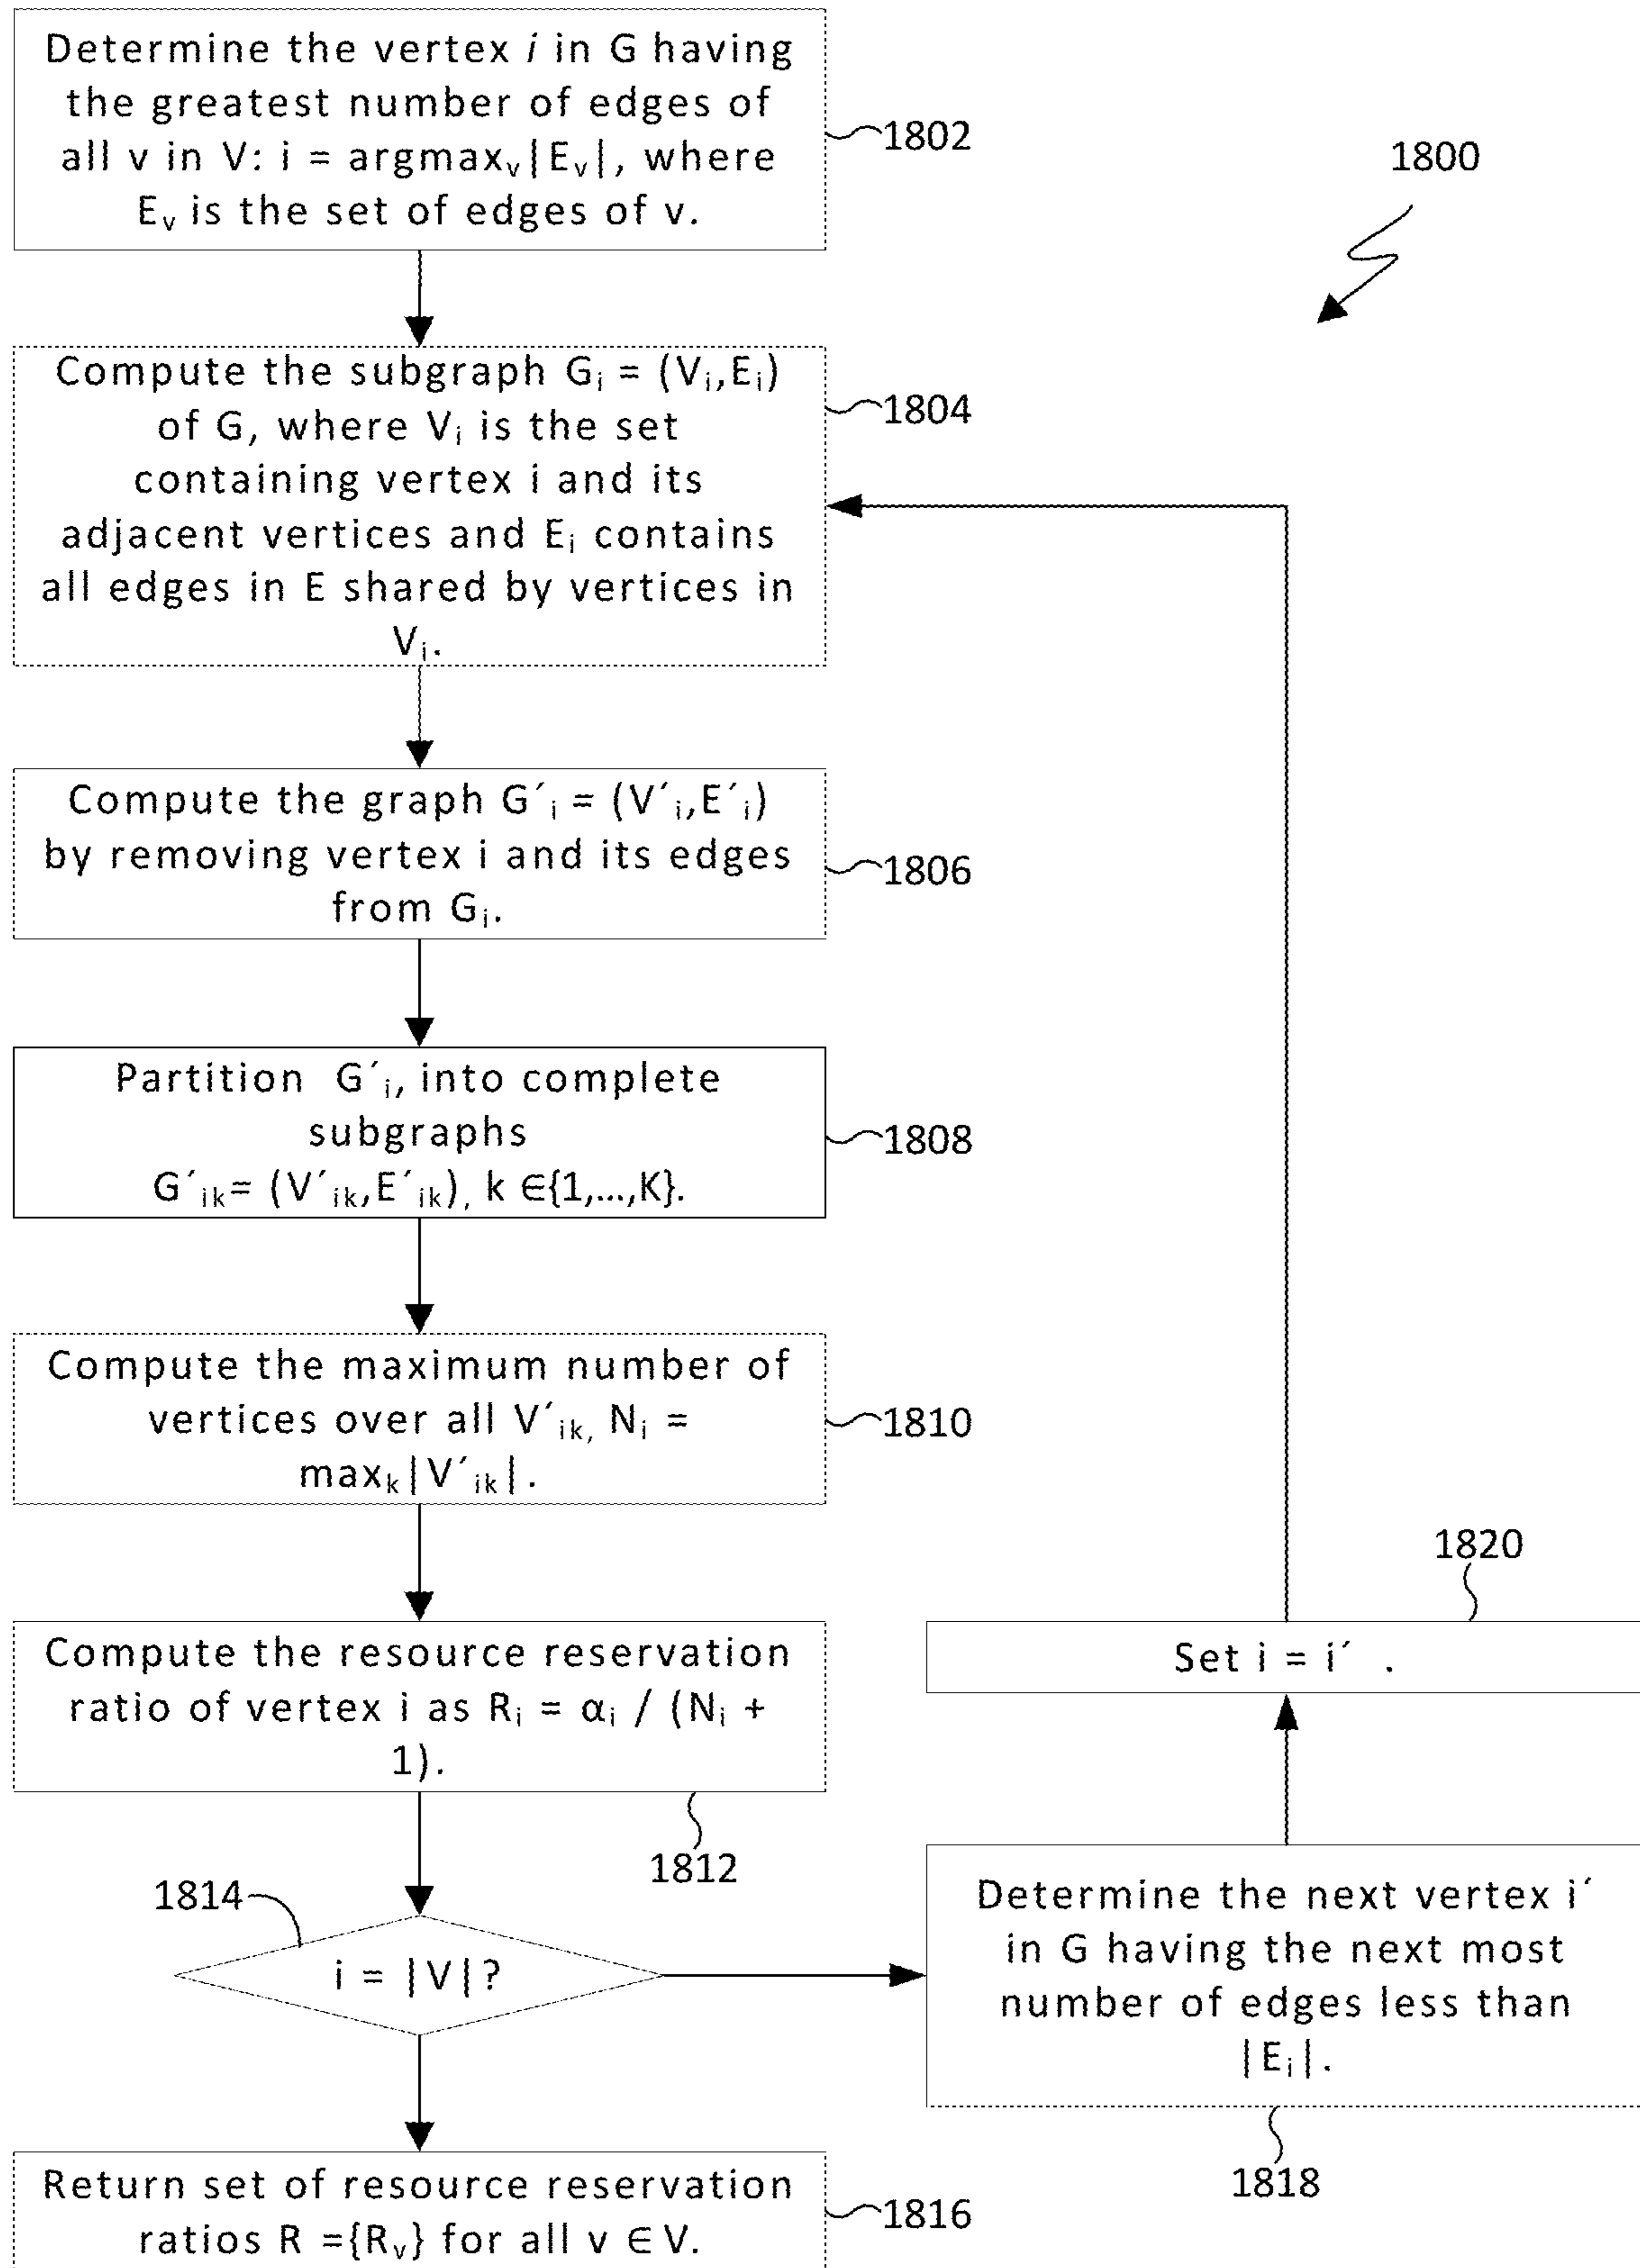 Determine the vertex i in G having
the greatest number of edges of
all v in V: i = argmaxᵥ|Eᵥ|, where
Eᵥ is the set of edges of v.
1802
1800
Compute the subgraph Gᵢ = (Vᵢ,Eᵢ)
of G, where Vᵢ is the set
containing vertex i and its
adjacent vertices and Eᵢ contains
all edges in E shared by vertices in
Vᵢ.
1804
Compute the graph G´ᵢ = (V´ᵢ,E´ᵢ)
by removing vertex i and its edges
from Gᵢ.
1806
Partition G´ᵢ, into complete
subgraphs
G´ᵢₖ= (V´ᵢₖ,E´ᵢₖ), k ∈{1,...,K}.
1808
Compute the maximum number of
vertices over all V´ᵢₖ, Nᵢ =
maxₖ|V´ᵢₖ|.
1810
Compute the resource reservation
ratio of vertex i as Rᵢ = αᵢ / (Nᵢ +
1).
1812
1814
i = |V|?
Return set of resource reservation
ratios R ={Rᵥ} for all v ∈ V.
1816
Determine the next vertex i´
in G having the next most
number of edges less than
|Eᵢ|.
1818
1820
Set i = i´ .